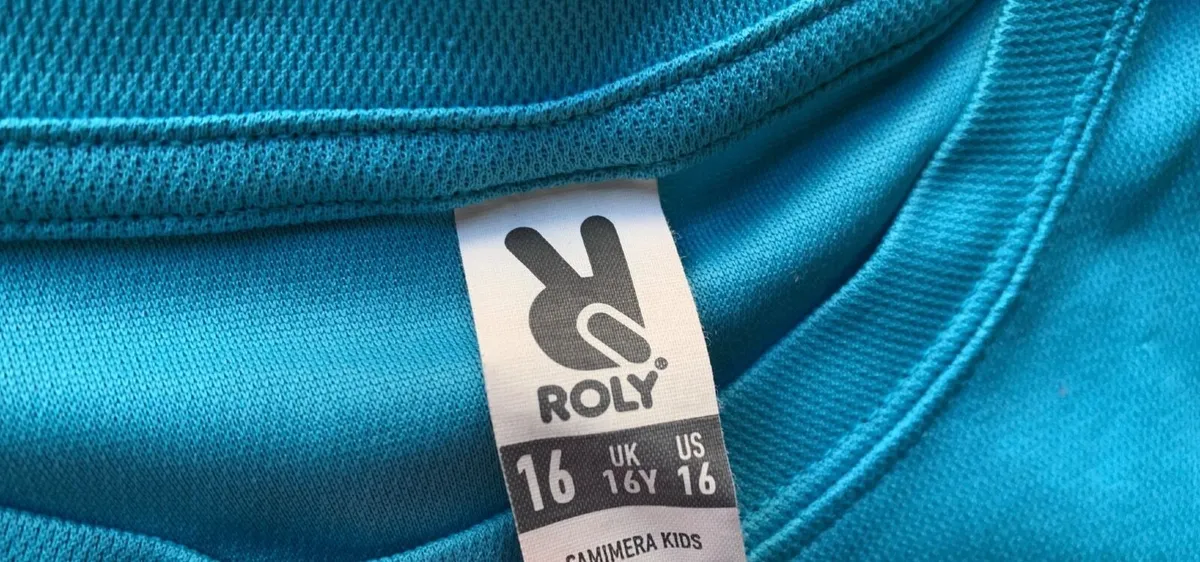 ROLY®
16 UK 16Y US 16
CAMIMERA KIDS